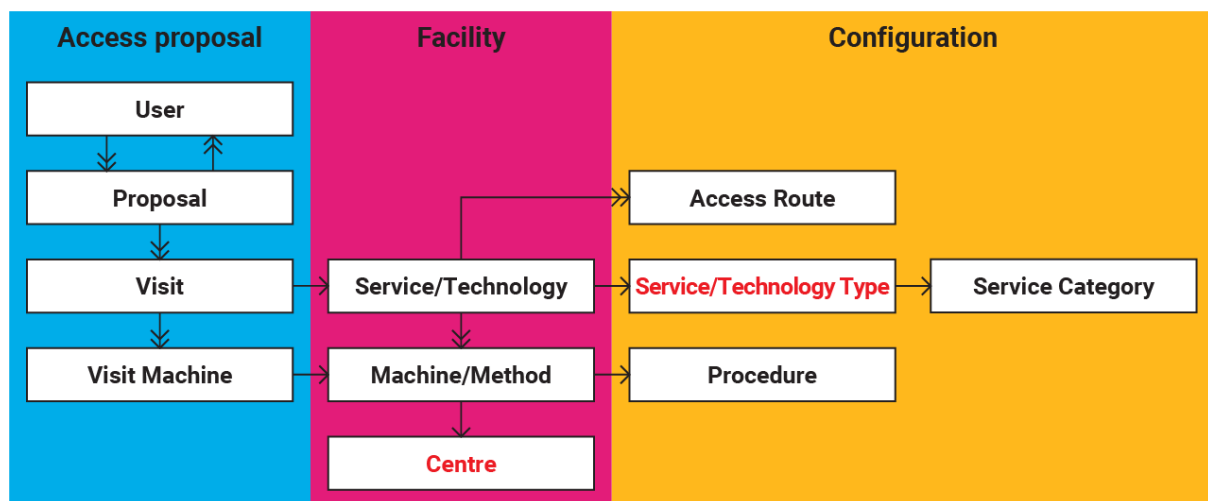 Access proposal
Facility
Configuration
User
Proposal
Access Route
Visit
Service/Technology
Service/Technology Type
Service Category
Visit Machine
Machine/Method
Procedure
Centre